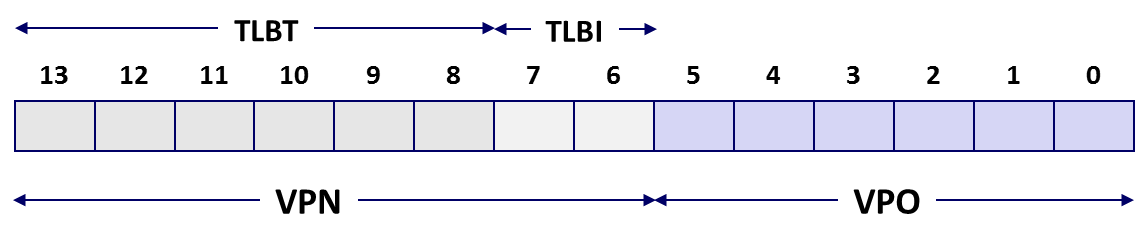 TLBT TLBI
13 12 11 10 9 8 7 6 5 4 3 2 1 0
VPN VPO